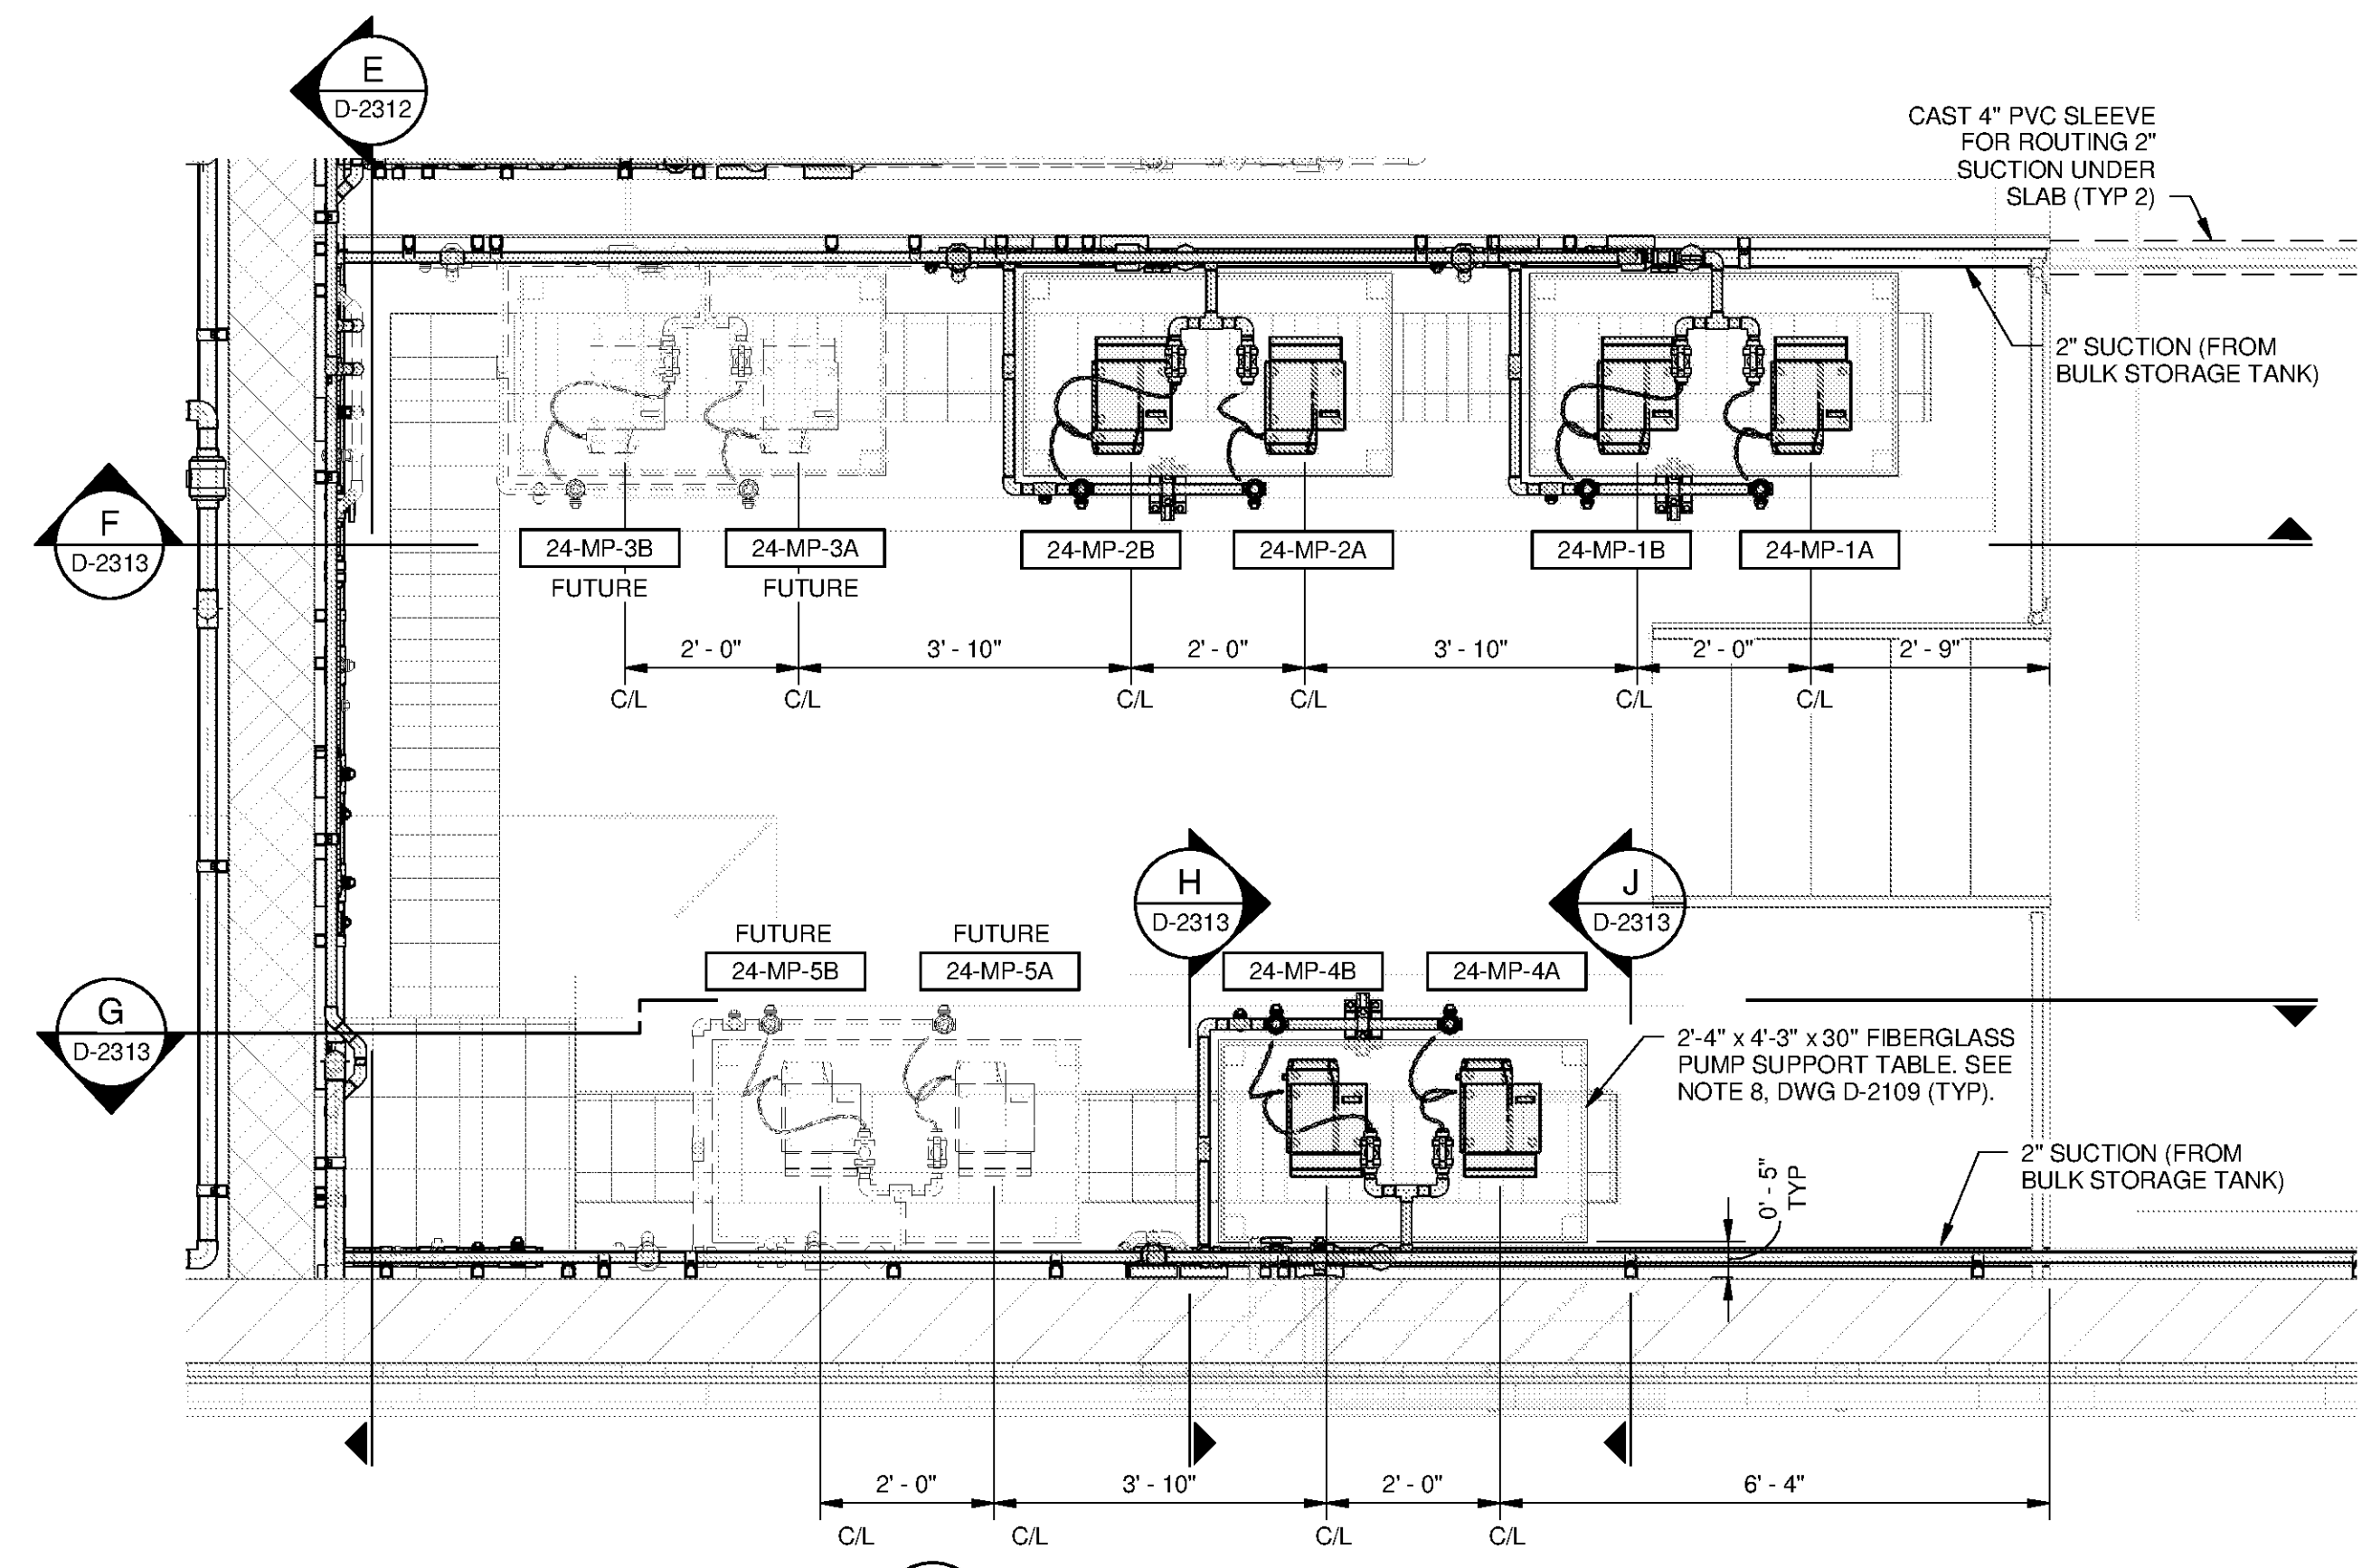 E
D-2312
CAST 4" PVC SLEEVE
FOR ROUTING 2"
SUCTION UNDER
SLAB (TYP 2)
2" SUCTION (FROM
BULK STORAGE TANK)
F
D-2313
24-MP-3B
24-MP-3A
24-MP-2B
24-MP-2A
24-MP-1B
24-MP-1A
FUTURE
FUTURE
2' - 0"
3' - 10"
2' - 0"
3' - 10"
2' - 0"
2' - 9"
C/L
C/L
C/L
C/L
C/L
C/L
H
D-2313
J
D-2313
FUTURE
FUTURE
24-MP-5B
24-MP-5A
24-MP-4B
24-MP-4A
G
D-2313
2'-4" x 4'-3" x 30" FIBERGLASS
PUMP SUPPORT TABLE. SEE
NOTE 8, DWG D-2109 (TYP).
0' - 5"
TYP
2" SUCTION (FROM
BULK STORAGE TANK)
2' - 0"
3' - 10"
2' - 0"
6' - 4"
C/L
C/L
C/L
C/L